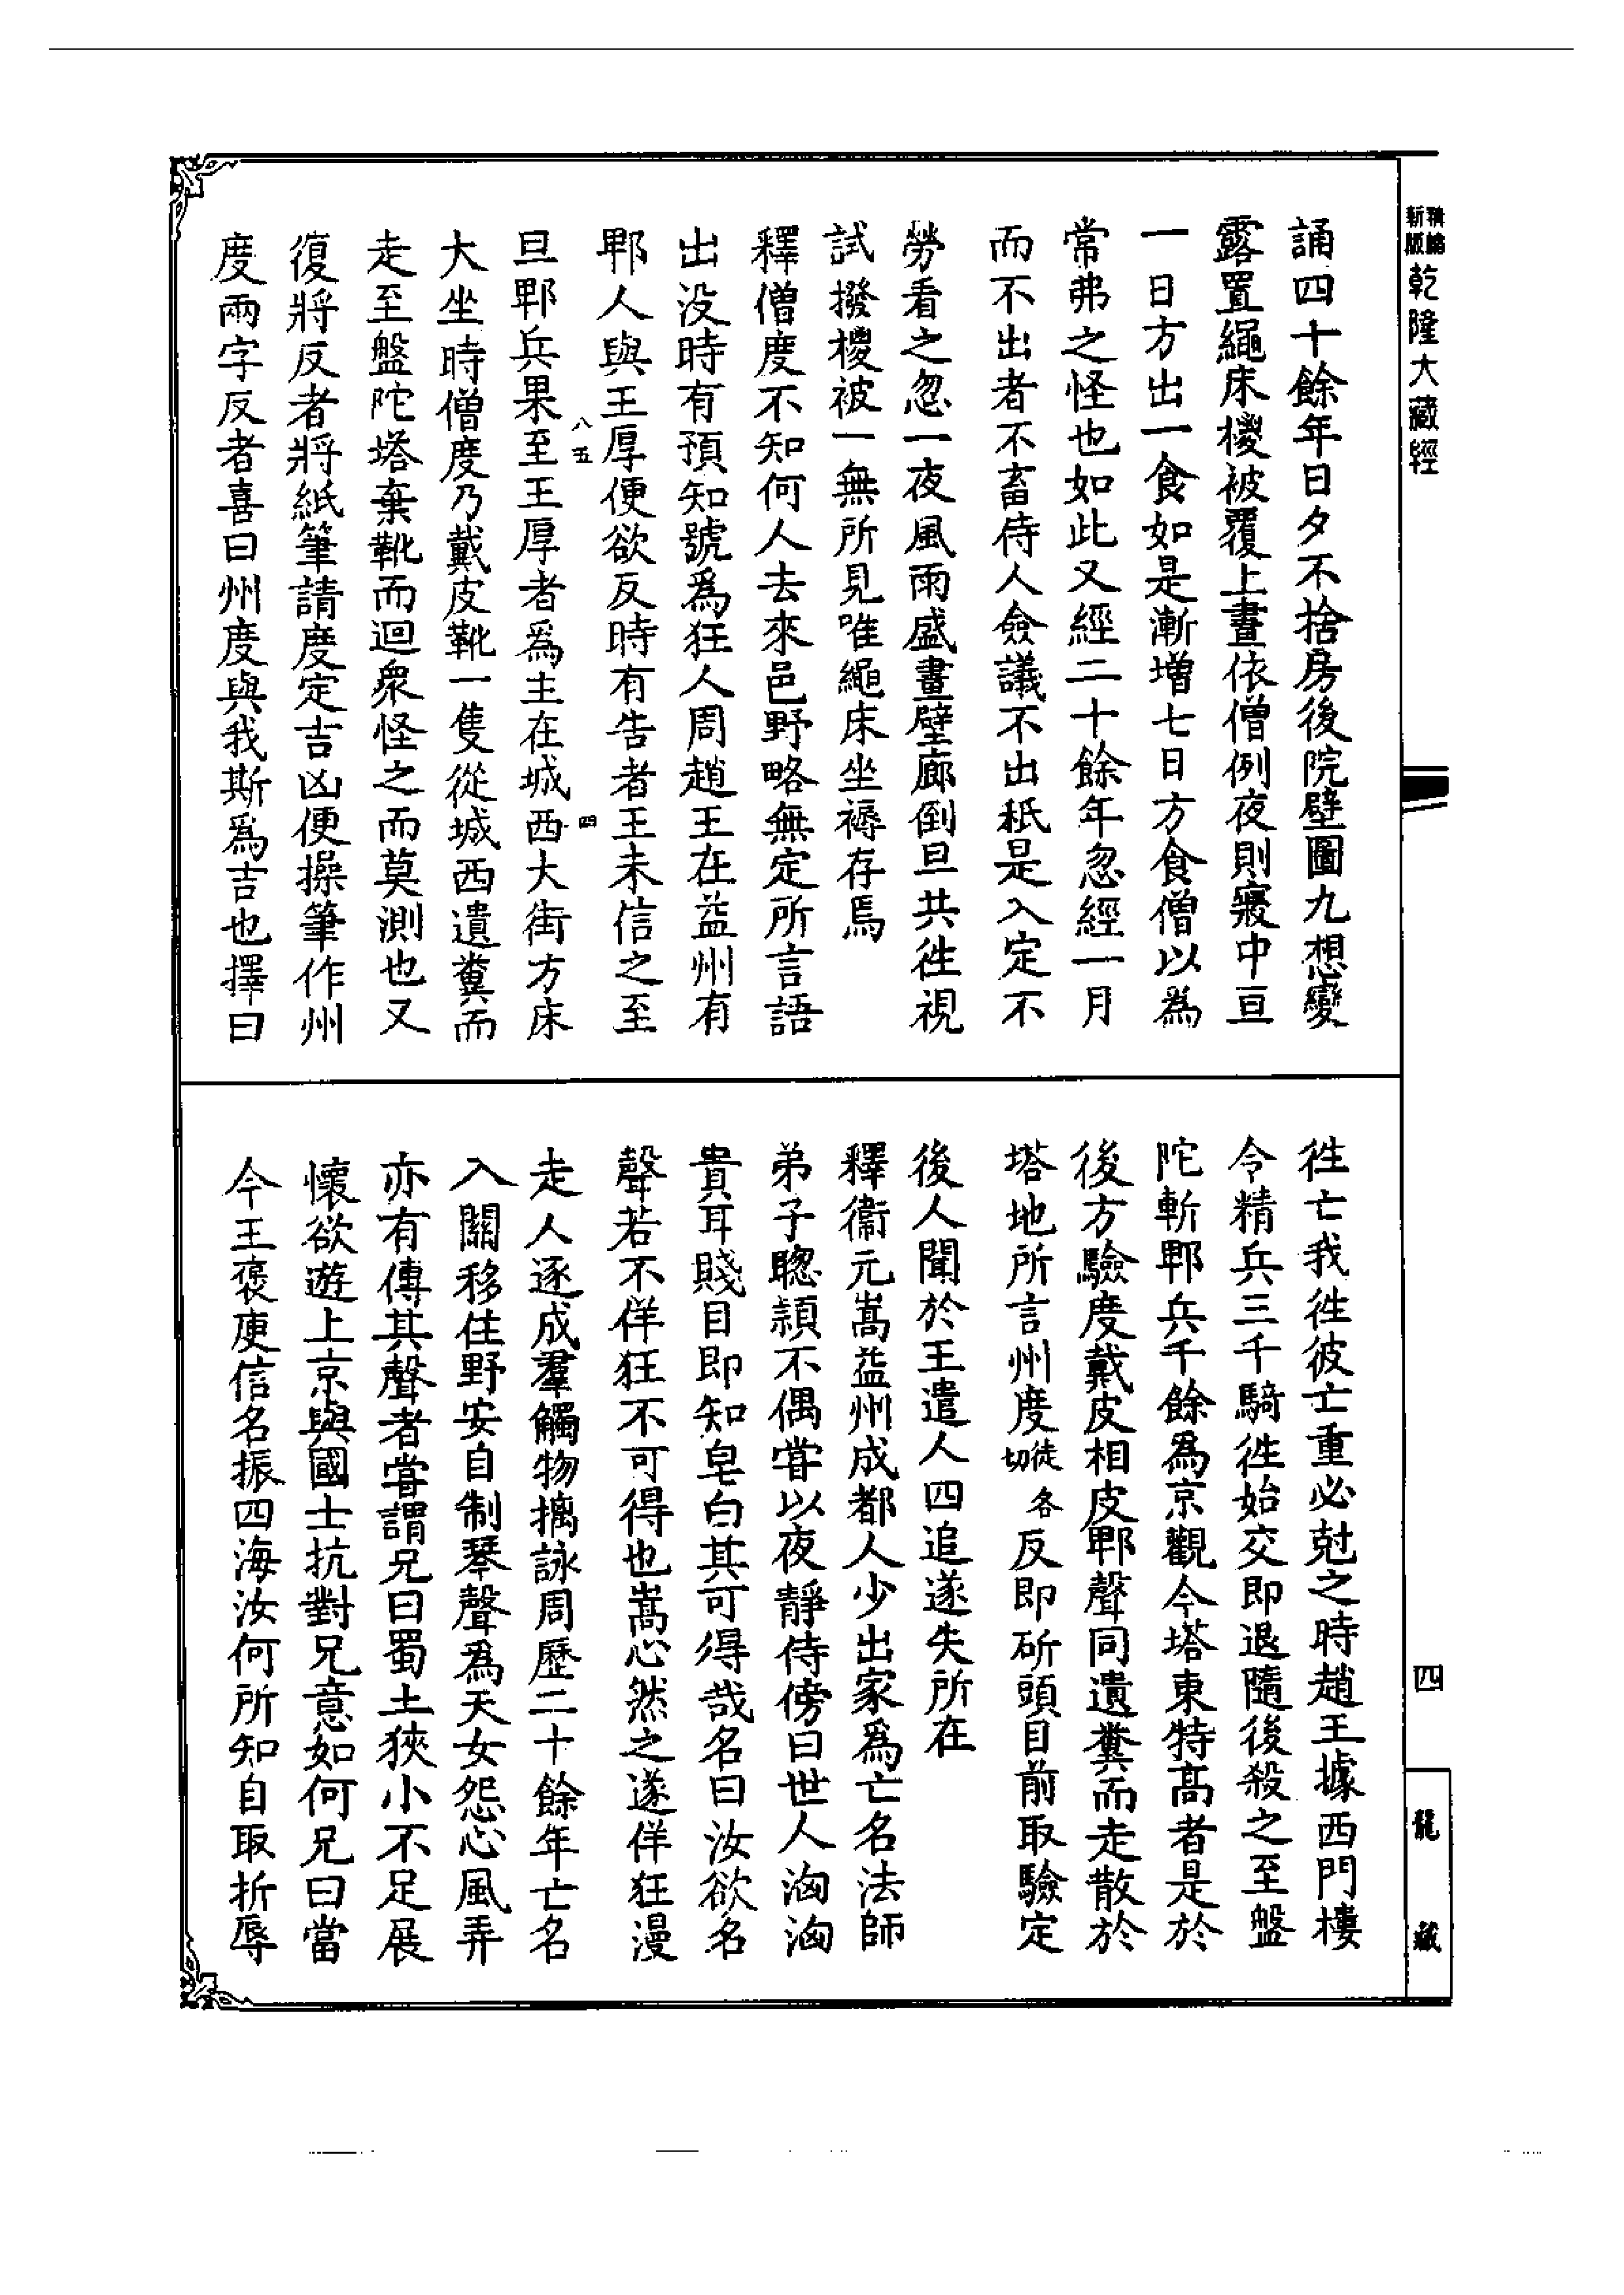 新版
精縮
乾隆大藏經
四
龍藏
誦四十餘年日夕不捨房後院壁圖九想變
露置繩床㮨被覆上晝依僧例夜則寢中亘
一日方出一食如是漸增七日方食僧以為
常弗之怪也如此又經二十餘年忽經一月
而不出者不畜侍人僉議不出秖是入定不
勞看之忽一夜風雨盛畫壁廊倒旦共徃視
試撥㮨被一無所見唯繩床坐褥存焉
釋僧度不知何人去來邑野略無定所言語
出沒時有預知號爲狂人周趙王在益州有
郫人與王厚便欲反時有告者王未信之至
八五
四
旦郫兵果至王厚者爲主在城西大街方床
大坐時僧度乃戴皮靴一隻從城西遺糞而
走至盤陀塔棄靴而迴衆怪之而莫測也又
復將反者將紙筆請度定吉凶便操筆作州
度兩字反者喜曰州度與我斯爲吉也擇曰
徃亡我徃彼亡重必尅之時趙王據西門樓
令精兵三千騎徃始交即退隨後殺之至盤
陀斬郫兵千餘爲京觀今塔東特高者是於
後方驗度戴皮相皮郫聲同遺糞而走散於
塔地所言州度徒各切反即斫頭目前取驗定
後人聞於王遣人四追遂失所在
釋衞元嵩益州成都人少出家爲亡名法師
弟子聰頴不偶嘗以夜靜侍傍曰世人洶洶
貴耳賤目即知皂白其可得哉名曰汝欲名
聲若不佯狂不可得也嵩心然之遂佯狂漫
走人逐成羣觸物摛詠周歷二十餘年亡名
入關移住野安自制琴聲爲天女怨心風弄
亦有傳其聲者嘗謂兄曰蜀土狹小不足展
懷欲遊上京與國士抗對兄意如何兄曰當
今王褒庾信名振四海汝何所知自取折辱